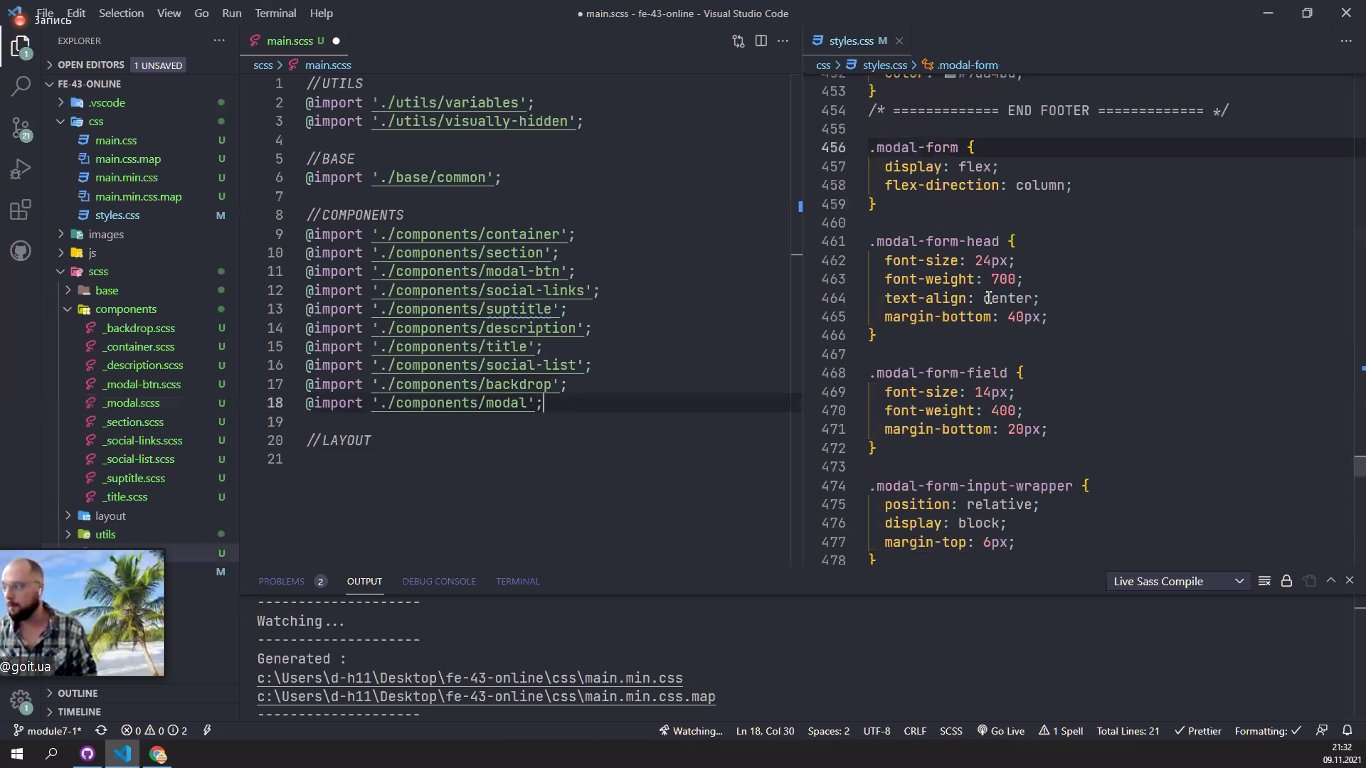 Запись
File Edit Selection View Go Run Terminal Help
● main.scss - fe-43-online - Visual Studio Code
EXPLORER
OPEN EDITORS 1 UNSAVED
FE-43-ONLINE
.vscode
css
main.css
main.css.map
main.min.css
main.min.css.map
styles.css M
images
js
scss
base
components
_backdrop.scss U
_container.scss U
_description.scss U
_modal-btn.scss U
_modal.scss U
_section.scss U
_social-links.scss U
_social-list.scss U
_suptitle.scss U
_title.scss U
layout
utils
U
M
@goit.ua
OUTLINE
TIMELINE
main.scss U ●
scss > main.scss
1 //UTILS
2 @import './utils/variables';
3 @import './utils/visually-hidden';
4
5 //BASE
6 @import './base/common';
7
8 //COMPONENTS
9 @import './components/container';
10 @import './components/section';
11 @import './components/modal-btn';
12 @import './components/social-links';
13 @import './components/suptitle';
14 @import './components/description';
15 @import './components/title';
16 @import './components/social-list';
17 @import './components/backdrop';
18 @import './components/modal';
19
20 //LAYOUT
21
styles.css M
css > styles.css > .modal-form
453 }
454 /* ============= END FOOTER ============= */
455
456 .modal-form {
457 display: flex;
458 flex-direction: column;
459 }
460
461 .modal-form-head {
462 font-size: 24px;
463 font-weight: 700;
464 text-align: center;
465 margin-bottom: 40px;
466 }
467
468 .modal-form-field {
469 font-size: 14px;
470 font-weight: 400;
471 margin-bottom: 20px;
472 }
473
474 .modal-form-input-wrapper {
475 position: relative;
476 display: block;
477 margin-top: 6px;
478 }
PROBLEMS 2 OUTPUT DEBUG CONSOLE TERMINAL Live Sass Compile
--------------------
Watching...
--------------------
Generated :
c:\Users\d-h11\Desktop\fe-43-online\css\main.min.css
c:\Users\d-h11\Desktop\fe-43-online\css\main.min.css.map
--------------------
module7-1* 0 0 2 Watching... Ln 18, Col 30 Spaces: 2 UTF-8 CRLF SCSS Go Live 1 Spell Total Lines: 21 Prettier Formatting:
21:32
09.11.2021